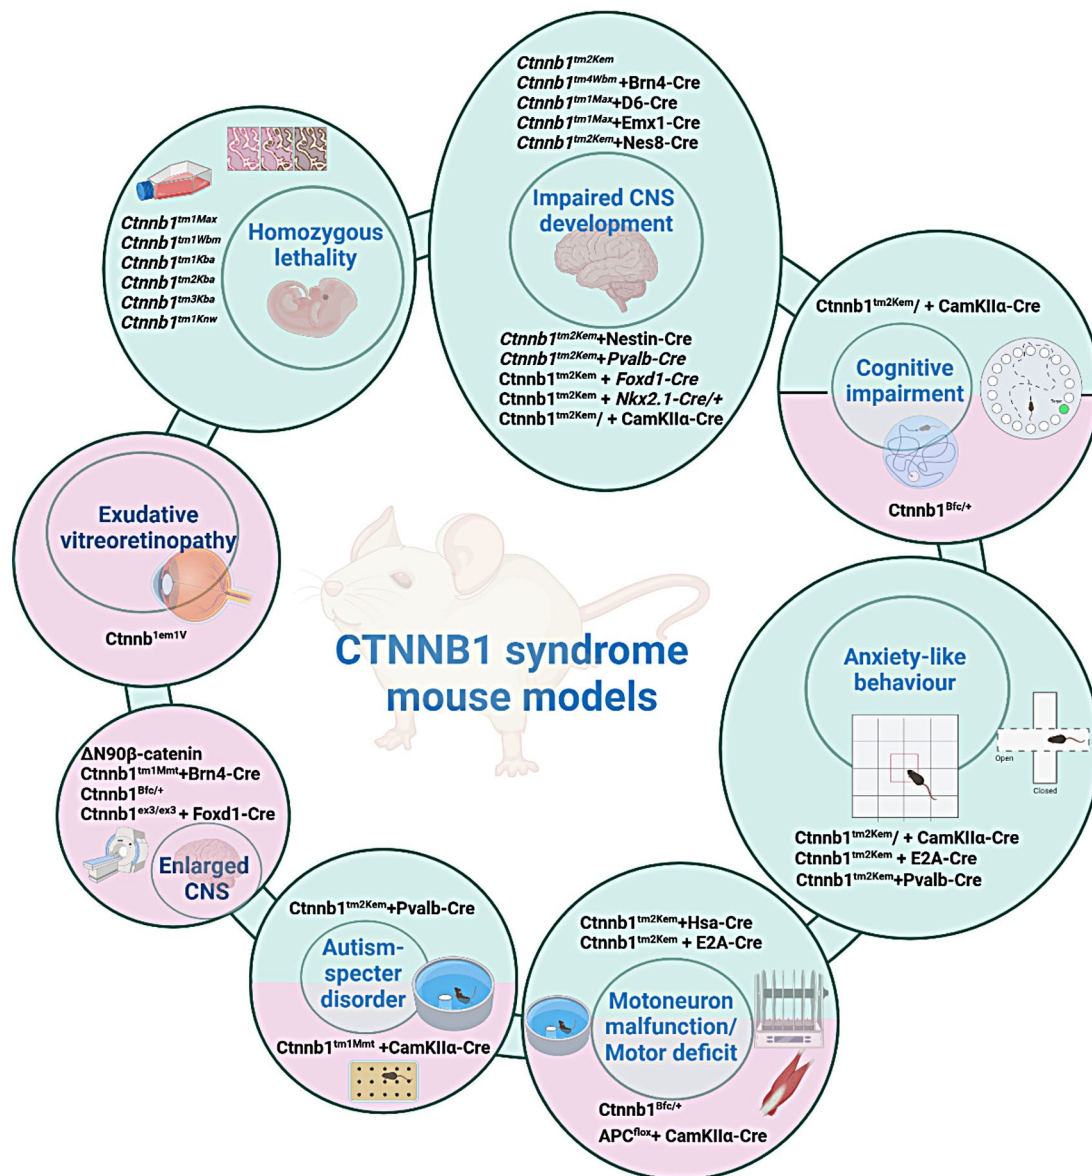 Ctnnb1tm2Kem
Ctnnb1tm4Wbm+Brn4-Cre
Ctnnb1tm1Max+D6-Cre
Ctnnb1tm1Max+Emx1-Cre
Ctnnb1tm2Kem+Nes8-Cre
Impaired CNS
development
Ctnnb1tm2Kem+Nestin-Cre
Ctnnb1tm2Kem+Pvalb-Cre
Ctnnb1tm2Kem + Foxd1-Cre
Ctnnb1tm2Kem + Nkx2.1-Cre/+
Ctnnb1tm2Kem/ + CamKIIα-Cre
Ctnnb1tm1Max
Ctnnb1tm1Wbm
Ctnnb1tm1Kba
Ctnnb1tm2Kba
Ctnnb1tm3Kba
Ctnnb1tm1Knw
Homozygous
lethality
Ctnnb1tm2Kem/ + CamKIIα-Cre
Cognitive
impairment
Target
Ctnnb1Bfc/+
Exudative
vitreoretinopathy
Ctnnb1em1V
CTNNB1 syndrome
mouse models
Anxiety-like
behaviour
Open
Closed
Ctnnb1tm2Kem/ + CamKIIα-Cre
Ctnnb1tm2Kem + E2A-Cre
Ctnnb1tm2Kem+Pvalb-Cre
ΔN90β-catenin
Ctnnb1tm1Mmt+Brn4-Cre
Ctnnb1Bfc/+
Ctnnb1ex3/ex3 + Foxd1-Cre
Enlarged
CNS
Ctnnb1tm2Kem+Pvalb-Cre
Autism-
specter
disorder
Ctnnb1tm1Mmt +CamKIIα-Cre
Ctnnb1tm2Kem+Hsa-Cre
Ctnnb1tm2Kem + E2A-Cre
Motoneuron
malfunction/
Motor deficit
Ctnnb1Bfc/+
APCflox+ CamKIIα-Cre